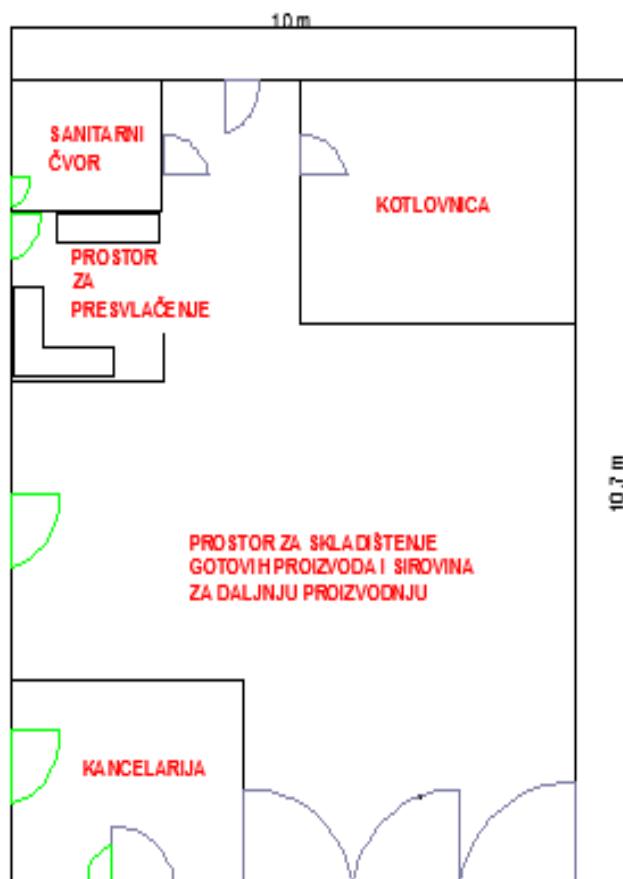 10 m
SANITARNI
ČVOR
KOTLOVNICA
PROSTOR
ZA
PRESVLAČENJE
10,7 m
PROSTOR ZA SKLADIŠTENJE
GOTOVIH PROIZVODA I SIROVINA
ZA DALJNJU PROIZVODNJU
KANCELARIJA